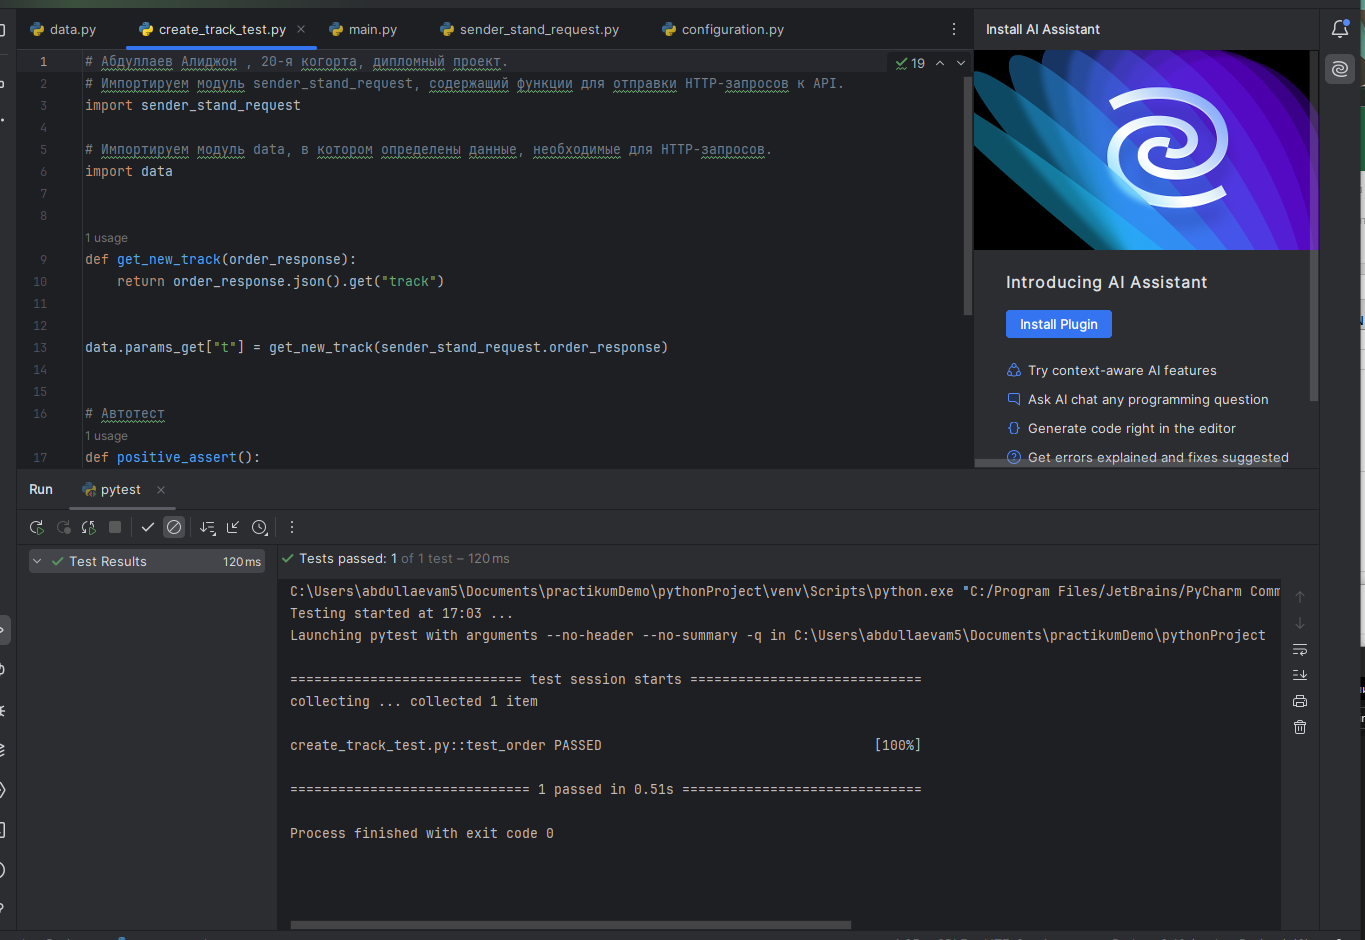 data.py
create_track_test.py
main.py
sender_stand_request.py
configuration.py
Install AI Assistant
19
1 # Абдуллаев Алиджон , 20-я когорта, дипломный проект.
2 # Импортируем модуль sender_stand_request, содержащий функции для отправки HTTP-запросов к API.
3 import sender_stand_request
4
5 # Импортируем модуль data, в котором определены данные, необходимые для HTTP-запросов.
6 import data
7
8
1 usage
9 def get_new_track(order_response):
10 return order_response.json().get("track")
11
12
13 data.params_get["t"] = get_new_track(sender_stand_request.order_response)
14
15
16 # Автотест
1 usage
17 def positive_assert():
Introducing AI Assistant
Install Plugin
Try context-aware AI features
Ask AI chat any programming question
Generate code right in the editor
Get errors explained and fixes suggested
Run
pytest
Test Results 120 ms
Tests passed: 1 of 1 test – 120 ms
C:\Users\abdullaevam5\Documents\practikumDemo\pythonProject\venv\Scripts\python.exe "C:/Program Files/JetBrains/PyCharm Comm
Testing started at 17:03 ...
Launching pytest with arguments --no-header --no-summary -q in C:\Users\abdullaevam5\Documents\practikumDemo\pythonProject
============================= test session starts =============================
collecting ... collected 1 item
create_track_test.py::test_order PASSED [100%]
============================== 1 passed in 0.51s ==============================
Process finished with exit code 0